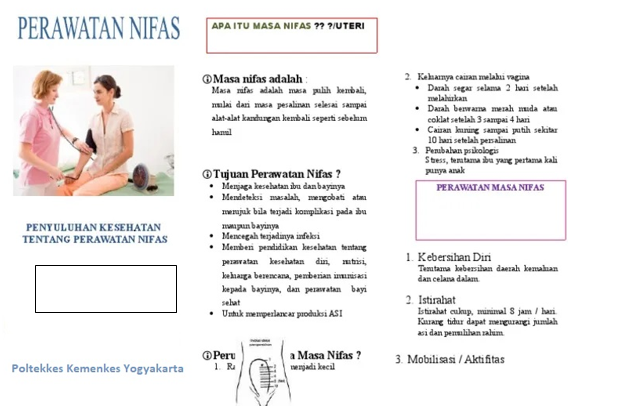 PERAWATAN NIFAS
PENYULUHAN KESEHATAN
TENTANG PERAWATAN NIFAS
Poltekkes Kemenkes Yogyakarta
APA ITU MASA NIFAS ?? ?/UTERI
Masa nifas adalah :
Masa nifas adalah masa pulih kembali,
mulai dari masa pesalinan selesai sampai
alat-alat kandungan kembali seperti sebelum
hamil
Tujuan Perawatan Nifas ?
• Menjaga kesehatan ibu dan bayinya
• Mendeteksi masalah, mengobati atau
merujuk bila terjadi komplikasi pada ibu
maupun bayinya
• Mencegah terjadinya infeksi
• Memberi pendidikan kesehatan tentang
perawatan kesehatan diri, nutrisi,
keluarga berencana, pemberian imunisasi
kepada bayinya, dan perawatan bayi
sehat
• Untuk memperlancar produksi ASI
Peru a Masa Nifas ?
1. Ra menjadi kecil
2. Keluarnya cairan melalui vagina
• Darah segar selama 2 hari setelah
melahirkan
• Darah berwarna merah muda atau
coklat setelah 3 sampai 4 hari
• Cairan kuning sampai putih sekitar
10 hari setelah persalinan
3. Perubahan psikologis
Stress, terutama ibu yang pertama kali
punya anak
PERAWATAN MASA NIFAS
1. Kebersihan Diri
Terutama kebersihan daerah kemaluan
dan celana dalam.
2. Istirahat
Istirahat cukup, minimal 8 jam / hari.
Kurang tidur dapat mengurangi jumlah
asi dan pemulihan rahim.
3. Mobilisasi / Aktifitas